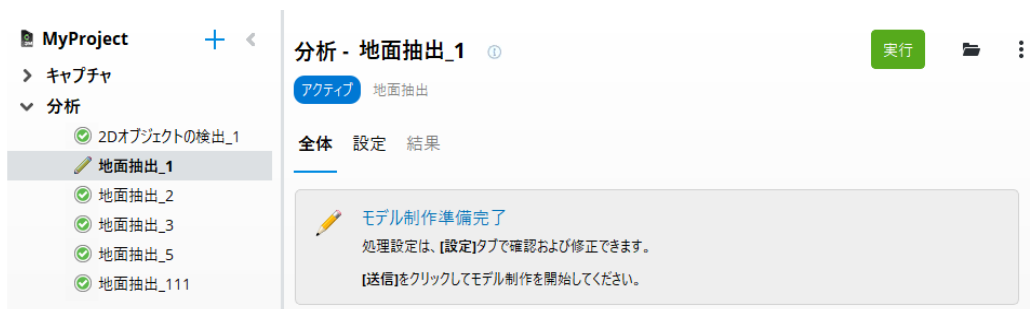 MyProject
キャプチャ
分析
2Dオブジェクトの検出_1
地面抽出_1
地面抽出_2
地面抽出_3
地面抽出_5
地面抽出_111
分析 - 地面抽出_1
実行
アクティブ 地面抽出
全体 設定 結果
モデル制作準備完了
処理設定は、[設定]タブで確認および修正できます。
[送信]をクリックしてモデル制作を開始してください。